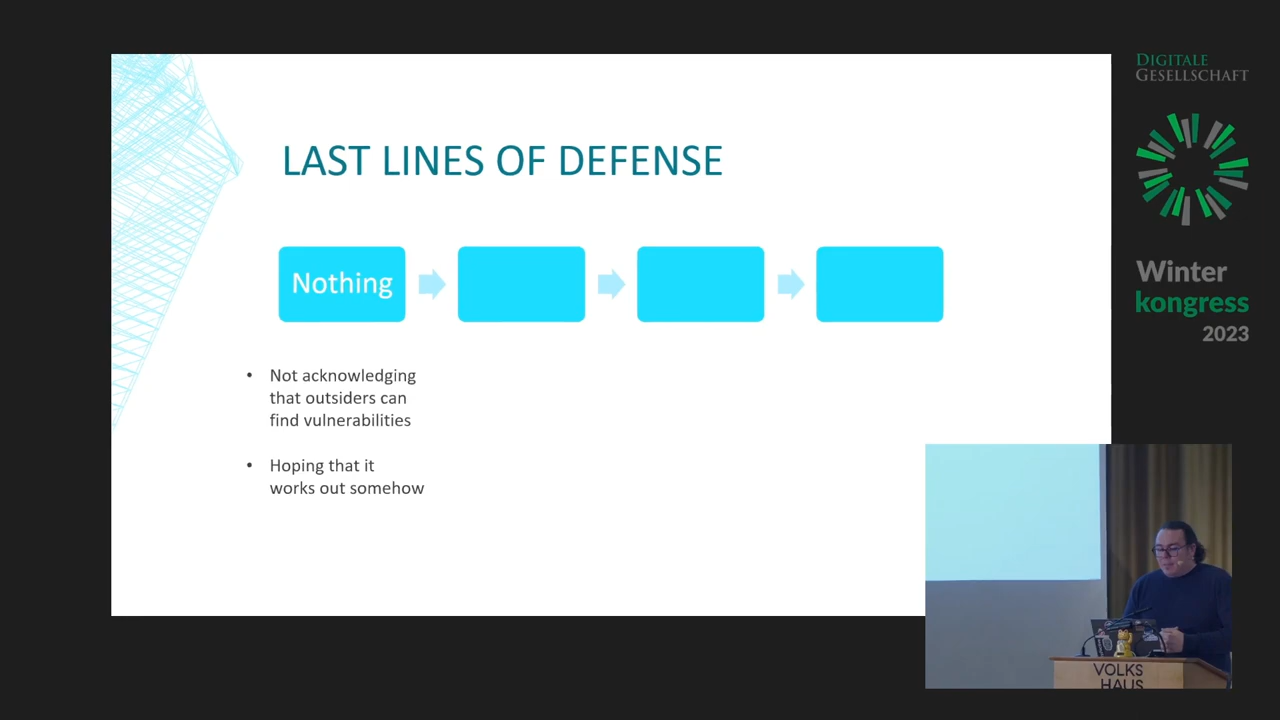 LAST LINES OF DEFENSE
Nothing
• Not acknowledging
that outsiders can
find vulnerabilities
• Hoping that it
works out somehow
DIGITALE
GESELLSCHAFT
Winter
kongress
2023
VOLKS
HAUS